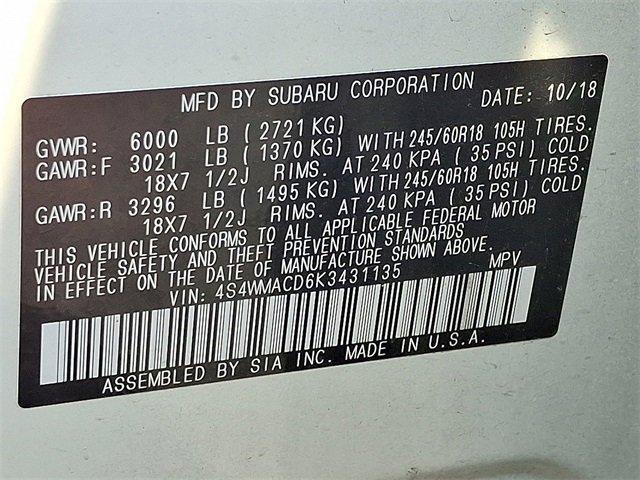 MFD BY SUBARU CORPORATION DATE: 10/18
GVWR: 6000 LB ( 2721 KG)
GAWR:F 3021 LB ( 1370 KG) WITH 245/60R18 105H TIRES.
18X7 1/2J RIMS. AT 240 KPA ( 35 PSI) COLD
GAWR:R 3296 LB ( 1495 KG) WITH 245/60R18 105H TIRES.
18X7 1/2J RIMS. AT 240 KPA ( 35 PSI) COLD
THIS VEHICLE CONFORMS TO ALL APPLICABLE FEDERAL MOTOR
VEHICLE SAFETY AND THEFT PREVENTION STANDARDS
IN EFFECT ON THE DATE OF MANUFACTURE SHOWN ABOVE.
VIN: 4S4WMACD6K3431135 MPV
ASSEMBLED BY SIA INC. MADE IN U.S.A.